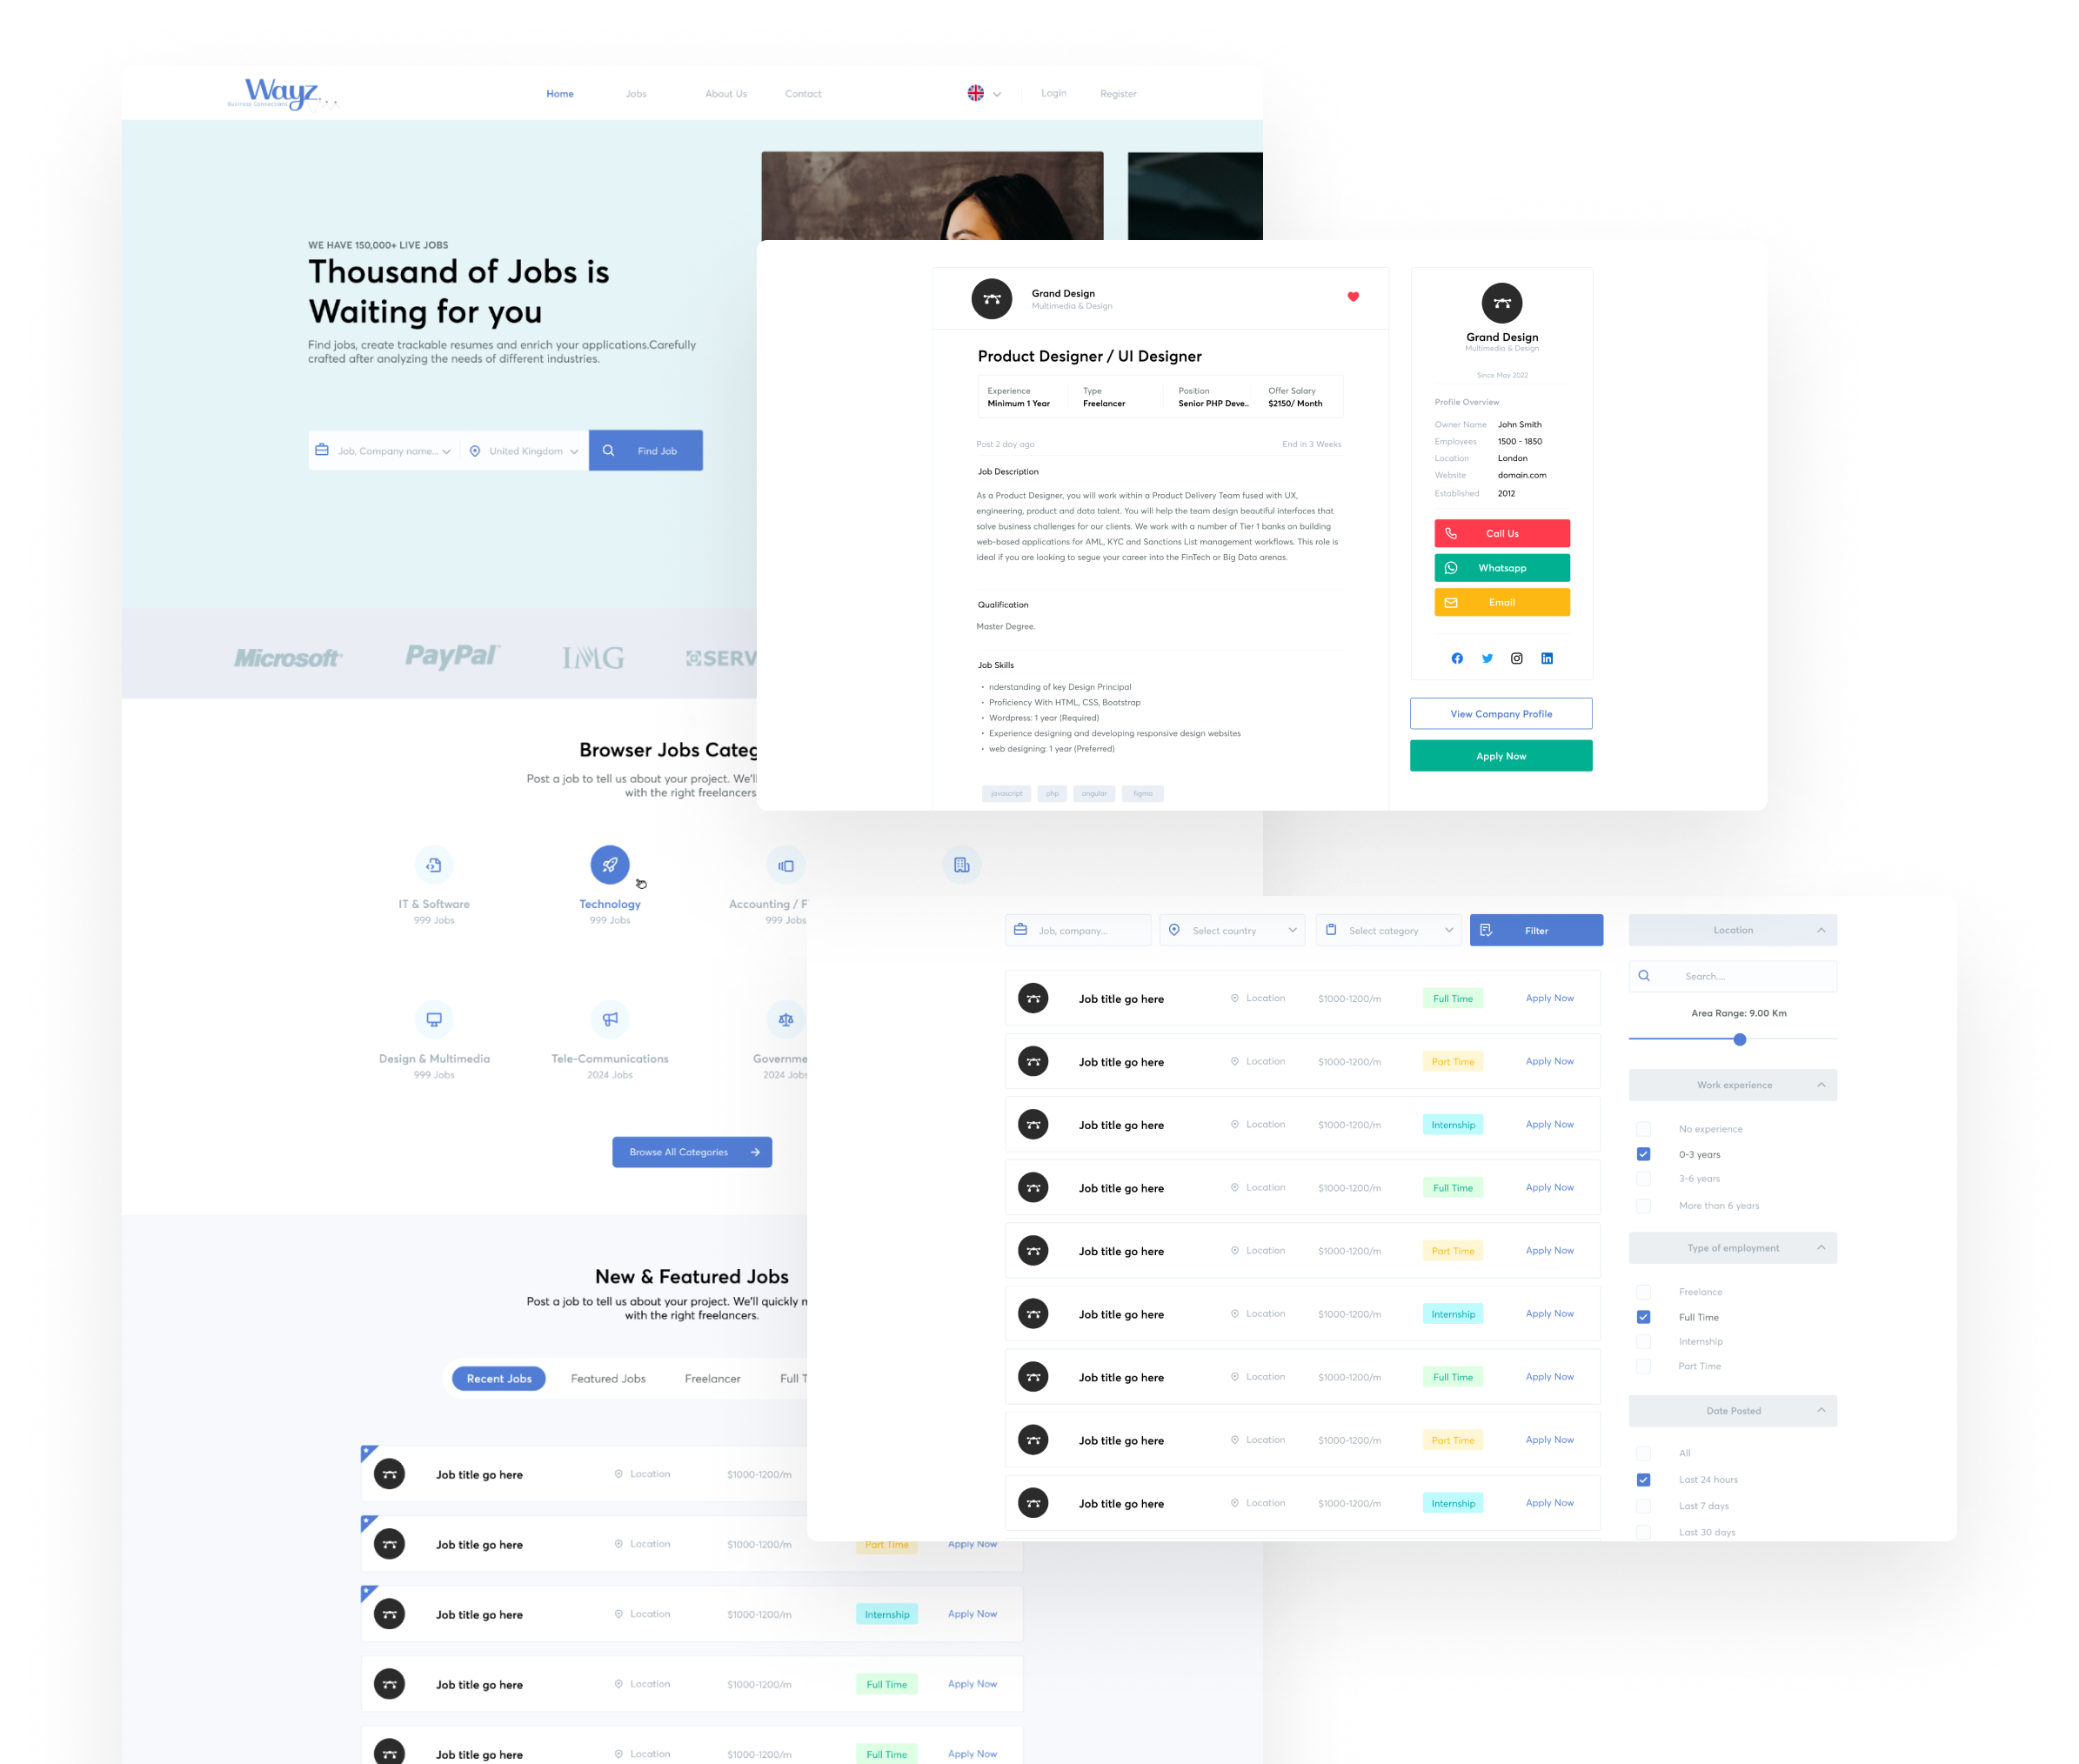 Wayz
Business Connections
Home
Jobs
About Us
Contact
Login
Register
WE HAVE 150,000+ LIVE JOBS
Thousand of Jobs is
Waiting for you
Find jobs, create trackable resumes and enrich your applications.Carefully
crafted after analyzing the needs of different industries.
Job, Company name...
United Kingdom
Find Job
Microsoft
PayPal
IMG
SERV
Browser Jobs Categ
Post a job to tell us about your project. We'll
with the right freelancers
IT & Software
999 Jobs
Technology
999 Jobs
Accounting / F
999 Jobs
Design & Multimedia
999 Jobs
Tele-Communications
2024 Jobs
Governme
2024 Jobs
Browse All Categories
New & Featured Jobs
Post a job to tell us about your project. We'll quickly m
with the right freelancers.
Recent Jobs
Featured Jobs
Freelancer
Full T
Job title go here
Location
$1000-1200/m
Job title go here
Location
$1000-1200/m
Part Time
Apply Now
Job title go here
Location
$1000-1200/m
Internship
Apply Now
Job title go here
Location
$1000-1200/m
Full Time
Apply Now
Job title go here
Location
$1000-1200/m
Full Time
Apply Now
Grand Design
Multimedia & Design
Product Designer / UI Designer
Experience
Minimum 1 Year
Type
Freelancer
Position
Senior PHP Deve..
Offer Salary
$2150/ Month
Post 2 day ago
End in 3 Weeks
Job Description
As a Product Designer, you will work within a Product Delivery Team fused with UX,
engineering, product and data talent. You will help the team design beautiful interfaces that
solve business challenges for our clients. We work with a number of Tier 1 banks on building
web-based applications for AML, KYC and Sanctions List management workflows. This role is
ideal if you are looking to segue your career into the FinTech or Big Data arenas.
Qualification
Master Degree.
Job Skills
• nderstanding of key Design Principal
• Proficiency With HTML, CSS, Bootstrap
• Wordpress: 1 year (Required)
• Experience designing and developing responsive design websites
• web designing: 1 year (Preferred)
javascript
php
angular
figma
Grand Design
Multimedia & Design
Since May 2022
Profile Overview
Owner Name John Smith
Employees 1500 - 1850
Location London
Website domain.com
Established 2012
Call Us
Whatsapp
Email
View Company Profile
Apply Now
Job, company...
Select country
Select category
Filter
Job title go here
Location
$1000-1200/m
Full Time
Apply Now
Job title go here
Location
$1000-1200/m
Part Time
Apply Now
Job title go here
Location
$1000-1200/m
Internship
Apply Now
Job title go here
Location
$1000-1200/m
Full Time
Apply Now
Job title go here
Location
$1000-1200/m
Part Time
Apply Now
Job title go here
Location
$1000-1200/m
Internship
Apply Now
Job title go here
Location
$1000-1200/m
Full Time
Apply Now
Job title go here
Location
$1000-1200/m
Part Time
Apply Now
Job title go here
Location
$1000-1200/m
Internship
Apply Now
Location
Search....
Area Range: 9.00 Km
Work experience
No experience
0-3 years
3-6 years
More than 6 years
Type of employment
Freelance
Full Time
Internship
Part Time
Date Posted
All
Last 24 hours
Last 7 days
Last 30 days